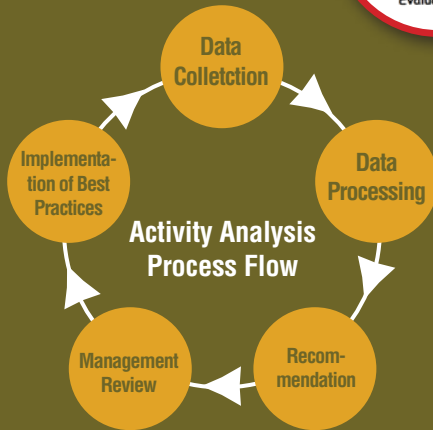 Data
Colletction
Data
Processing
Recom-
mendation
Management
Review
Implementa-
tion of Best
Practices
Activity Analysis
Process Flow